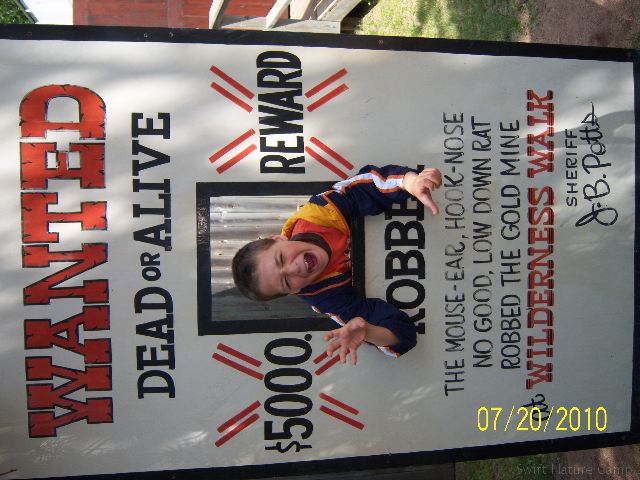 WANTED
DEAD OR ALIVE
$5000. REWARD
ROBBE
THE MOUSE-EAR, HOOK-NOSE
NO GOOD, LOW DOWN RAT
ROBBED THE GOLD MINE
at WILDERNESS WALK
SHERIFF
J.B. Potts
07/20/2010
Swift Nature Camp